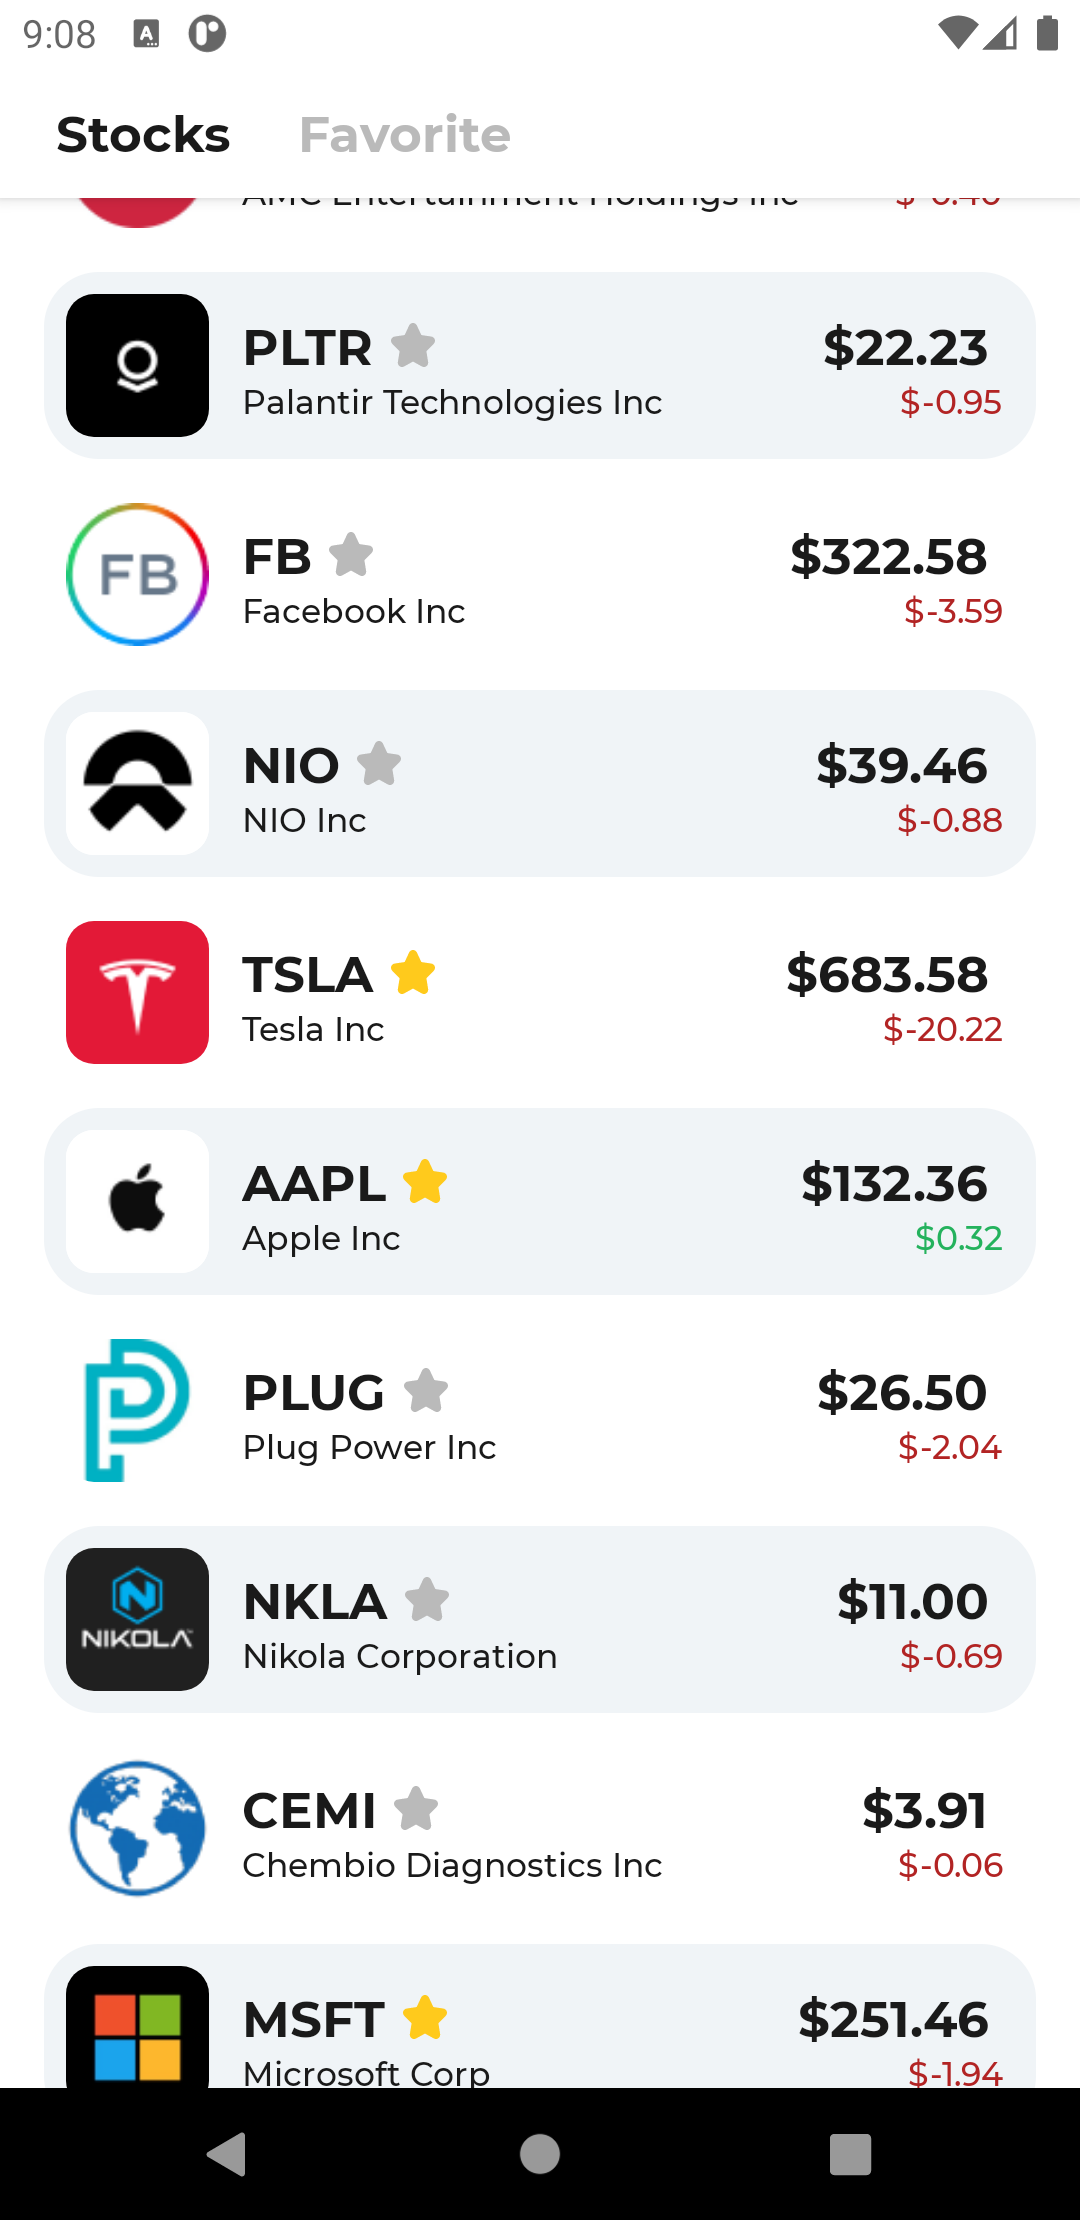 9:08
Stocks Favorite
AMC Entertainment Holdings Inc $-0.40
PLTR $22.23
Palantir Technologies Inc $-0.95
FB
FB $322.58
Facebook Inc $-3.59
NIO $39.46
NIO Inc $-0.88
TSLA $683.58
Tesla Inc $-20.22
AAPL $132.36
Apple Inc $0.32
PLUG $26.50
Plug Power Inc $-2.04
NIKOLA
NKLA $11.00
Nikola Corporation $-0.69
CEMI $3.91
Chembio Diagnostics Inc $-0.06
MSFT $251.46
Microsoft Corp $-1.94